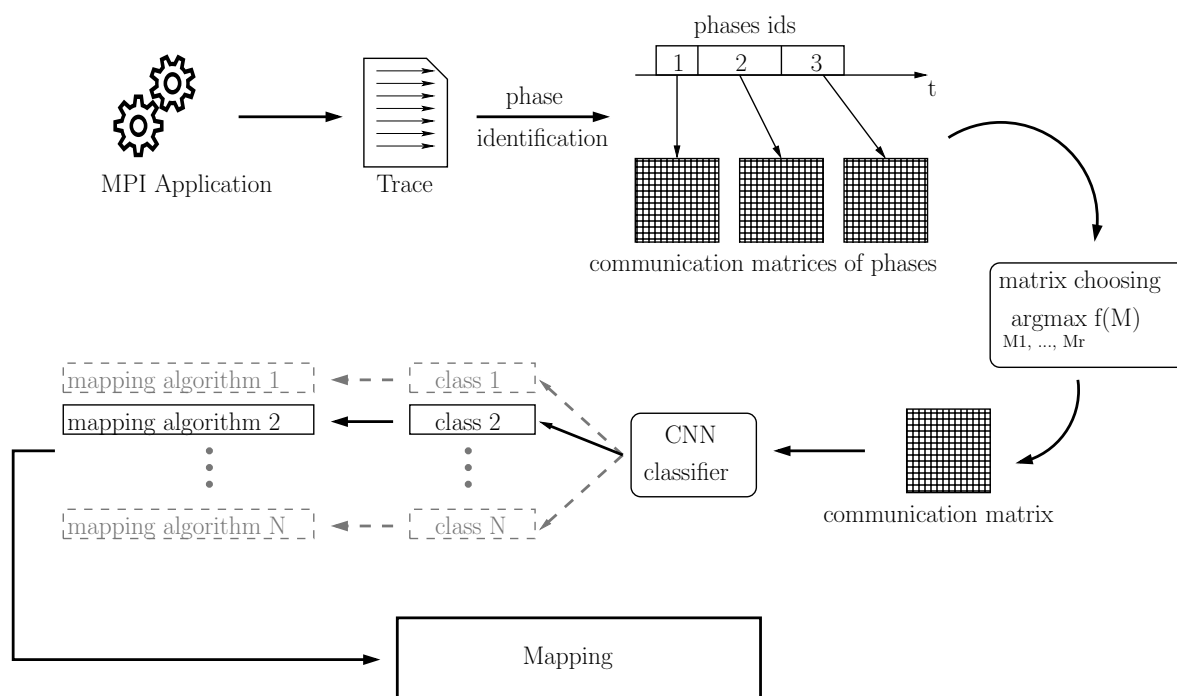 phases ids
1 2 3
t
phase
identification
MPI Application
Trace
communication matrices of phases
matrix choosing
argmax f(M)
M1, ..., Mr
mapping algorithm 1
class 1
mapping algorithm 2
class 2
CNN
classifier
mapping algorithm N
class N
communication matrix
Mapping